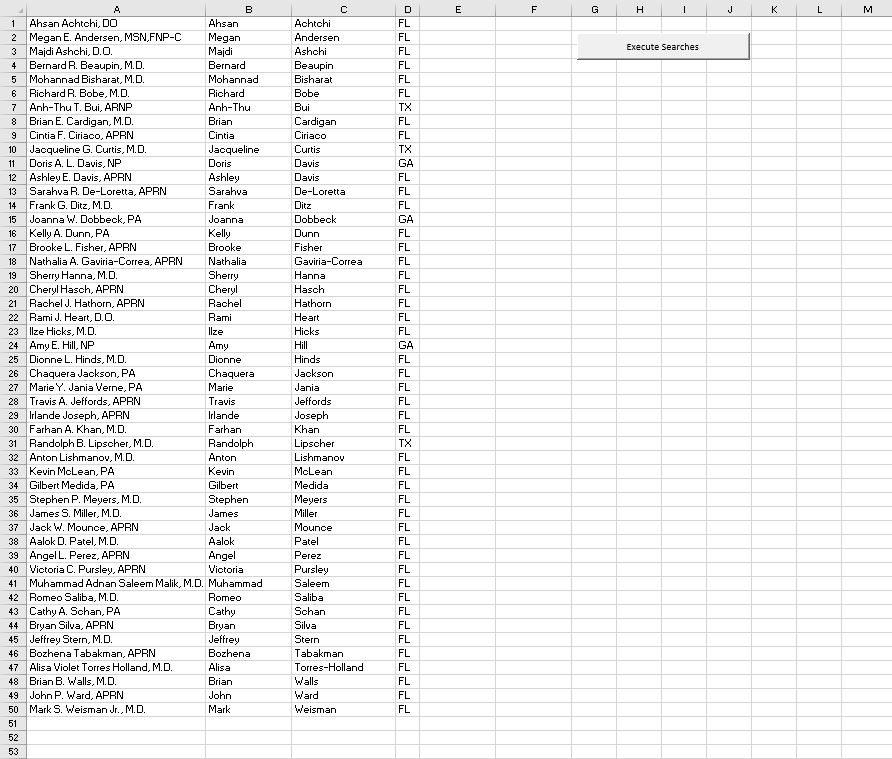 A B C D E F G H I J K L M
1 Ahsan Achtchi, DO Ahsan Achtchi FL
2 Megan E. Andersen, MSN,FNP-C Megan Andersen FL
Execute Searches
3 Majdi Ashchi, D.O. Majdi Ashchi FL
4 Bernard R. Beaupin, M.D. Bernard Beaupin FL
5 Mohannad Bisharat, M.D. Mohannad Bisharat FL
6 Richard R. Bobe, M.D. Richard Bobe FL
7 Anh-Thu T. Bui, ARNP Anh-Thu Bui TX
8 Brian E. Cardigan, M.D. Brian Cardigan FL
9 Cintia F. Ciriaco, APRN Cintia Ciriaco FL
10 Jacqueline G. Curtis, M.D. Jacqueline Curtis TX
11 Doris A. L. Davis, NP Doris Davis GA
12 Ashley E. Davis, APRN Ashley Davis FL
13 Sarahva R. De-Loretta, APRN Sarahva De-Loretta FL
14 Frank G. Ditz, M.D. Frank Ditz FL
15 Joanna W. Dobbeck, PA Joanna Dobbeck GA
16 Kelly A. Dunn, PA Kelly Dunn FL
17 Brooke L. Fisher, APRN Brooke Fisher FL
18 Nathalia A. Gaviria-Correa, APRN Nathalia Gaviria-Correa FL
19 Sherry Hanna, M.D. Sherry Hanna FL
20 Cheryl Hasch, APRN Cheryl Hasch FL
21 Rachel J. Hathorn, APRN Rachel Hathorn FL
22 Rami J. Heart, D.O. Rami Heart FL
23 Ilze Hicks, M.D. Ilze Hicks FL
24 Amy E. Hill, NP Amy Hill GA
25 Dionne L. Hinds, M.D. Dionne Hinds FL
26 Chaquera Jackson, PA Chaquera Jackson FL
27 Marie Y. Jania Verne, PA Marie Jania FL
28 Travis A. Jeffords, APRN Travis Jeffords FL
29 Irlande Joseph, APRN Irlande Joseph FL
30 Farhan A. Khan, M.D. Farhan Khan FL
31 Randolph B. Lipscher, M.D. Randolph Lipscher TX
32 Anton Lishmanov, M.D. Anton Lishmanov FL
33 Kevin McLean, PA Kevin McLean FL
34 Gilbert Medida, PA Gilbert Medida FL
35 Stephen P. Meyers, M.D. Stephen Meyers FL
36 James S. Miller, M.D. James Miller FL
37 Jack W. Mounce, APRN Jack Mounce FL
38 Aalok D. Patel, M.D. Aalok Patel FL
39 Angel L. Perez, APRN Angel Perez FL
40 Victoria C. Pursley, APRN Victoria Pursley FL
41 Muhammad Adnan Saleem Malik, M.D. Muhammad Saleem FL
42 Romeo Saliba, M.D. Romeo Saliba FL
43 Cathy A. Schan, PA Cathy Schan FL
44 Bryan Silva, APRN Bryan Silva FL
45 Jeffrey Stern, M.D. Jeffrey Stern FL
46 Bozhena Tabakman, APRN Bozhena Tabakman FL
47 Alisa Violet Torres Holland, M.D. Alisa Torres-Holland FL
48 Brian B. Walls, M.D. Brian Walls FL
49 John P. Ward, APRN John Ward FL
50 Mark S. Weisman Jr., M.D. Mark Weisman FL
51
52
53